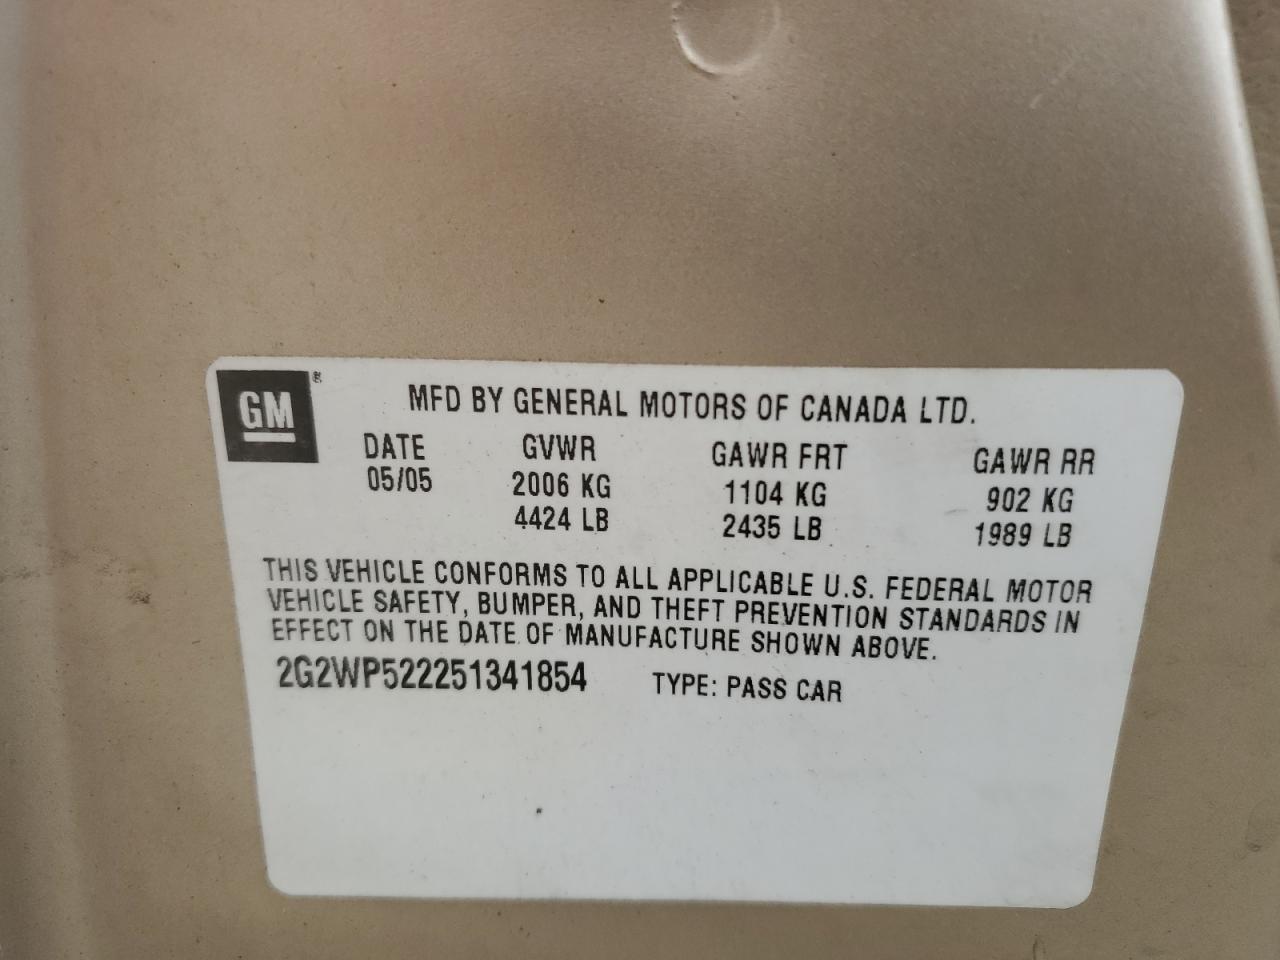 GM ®
MFD BY GENERAL MOTORS OF CANADA LTD.
DATE GVWR GAWR FRT GAWR RR
05/05 2006 KG 1104 KG 902 KG
4424 LB 2435 LB 1989 LB
THIS VEHICLE CONFORMS TO ALL APPLICABLE U.S. FEDERAL MOTOR
VEHICLE SAFETY, BUMPER, AND THEFT PREVENTION STANDARDS IN
EFFECT ON THE DATE OF MANUFACTURE SHOWN ABOVE.
2G2WP522251341854 TYPE: PASS CAR